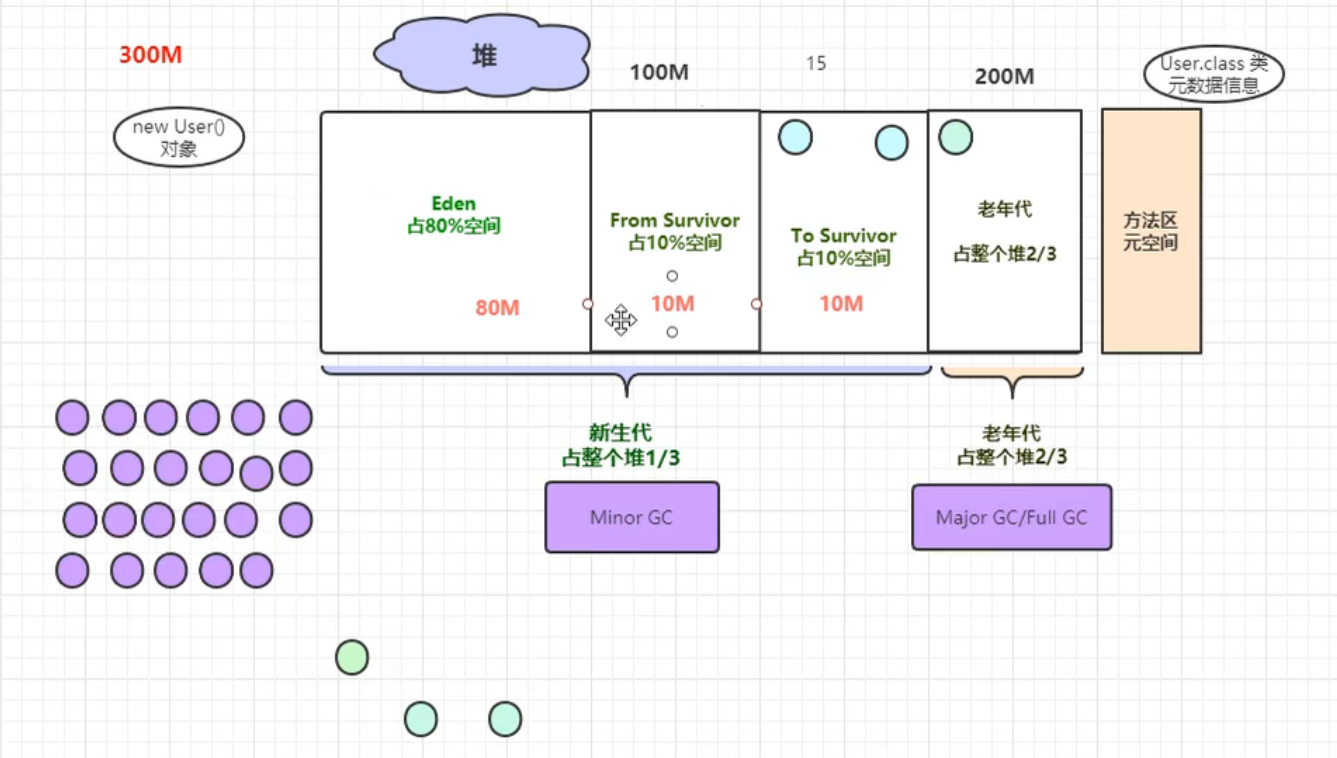 300M
堆
100M
15
200M
User.class 类
元数据信息
new User()
对象
Eden
占80%空间
80M
From Survivor
占10%空间
10M
To Survivor
占10%空间
10M
老年代
占整个堆2/3
方法区
元空间
新生代
占整个堆1/3
Minor GC
老年代
占整个堆2/3
Major GC/Full GC